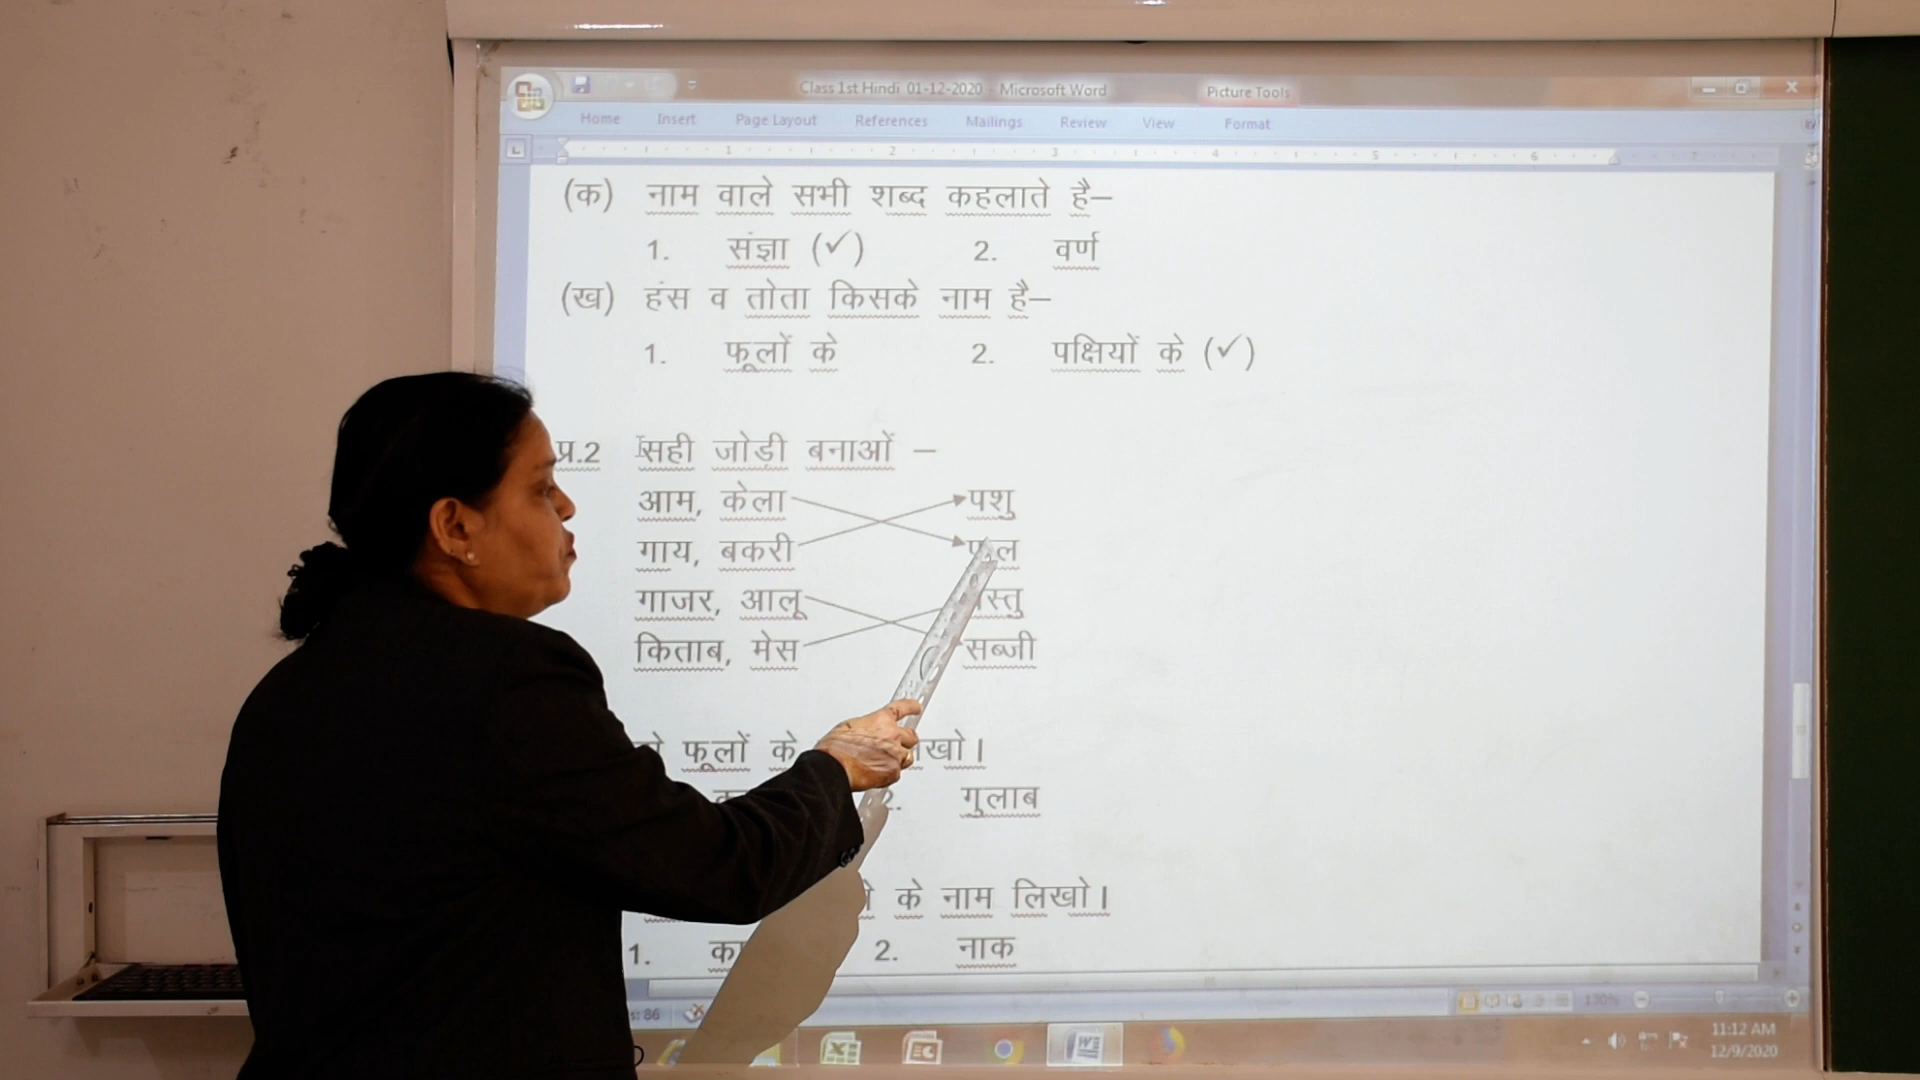 Class 1st Hindi 01-12-2020 - Microsoft Word Picture Tools
Home Insert Page Layout References Mailings Review View Format
(क) नाम वाले सभी शब्द कहलाते है–
1. संज्ञा (✓) 2. वर्ण
(ख) हंस व तोता किसके नाम है–
1. फूलों के 2. पक्षियों के (✓)
प्र.2 सही जोड़ी बनाओं –
आम, केला पशु
गाय, बकरी
गाजर, आलू
किताब, मेस सब्जी
फूलों के
2. गुलाब
के नाम लिखो।
1. 2. नाक
86 130%
11:12 AM
12/9/2020